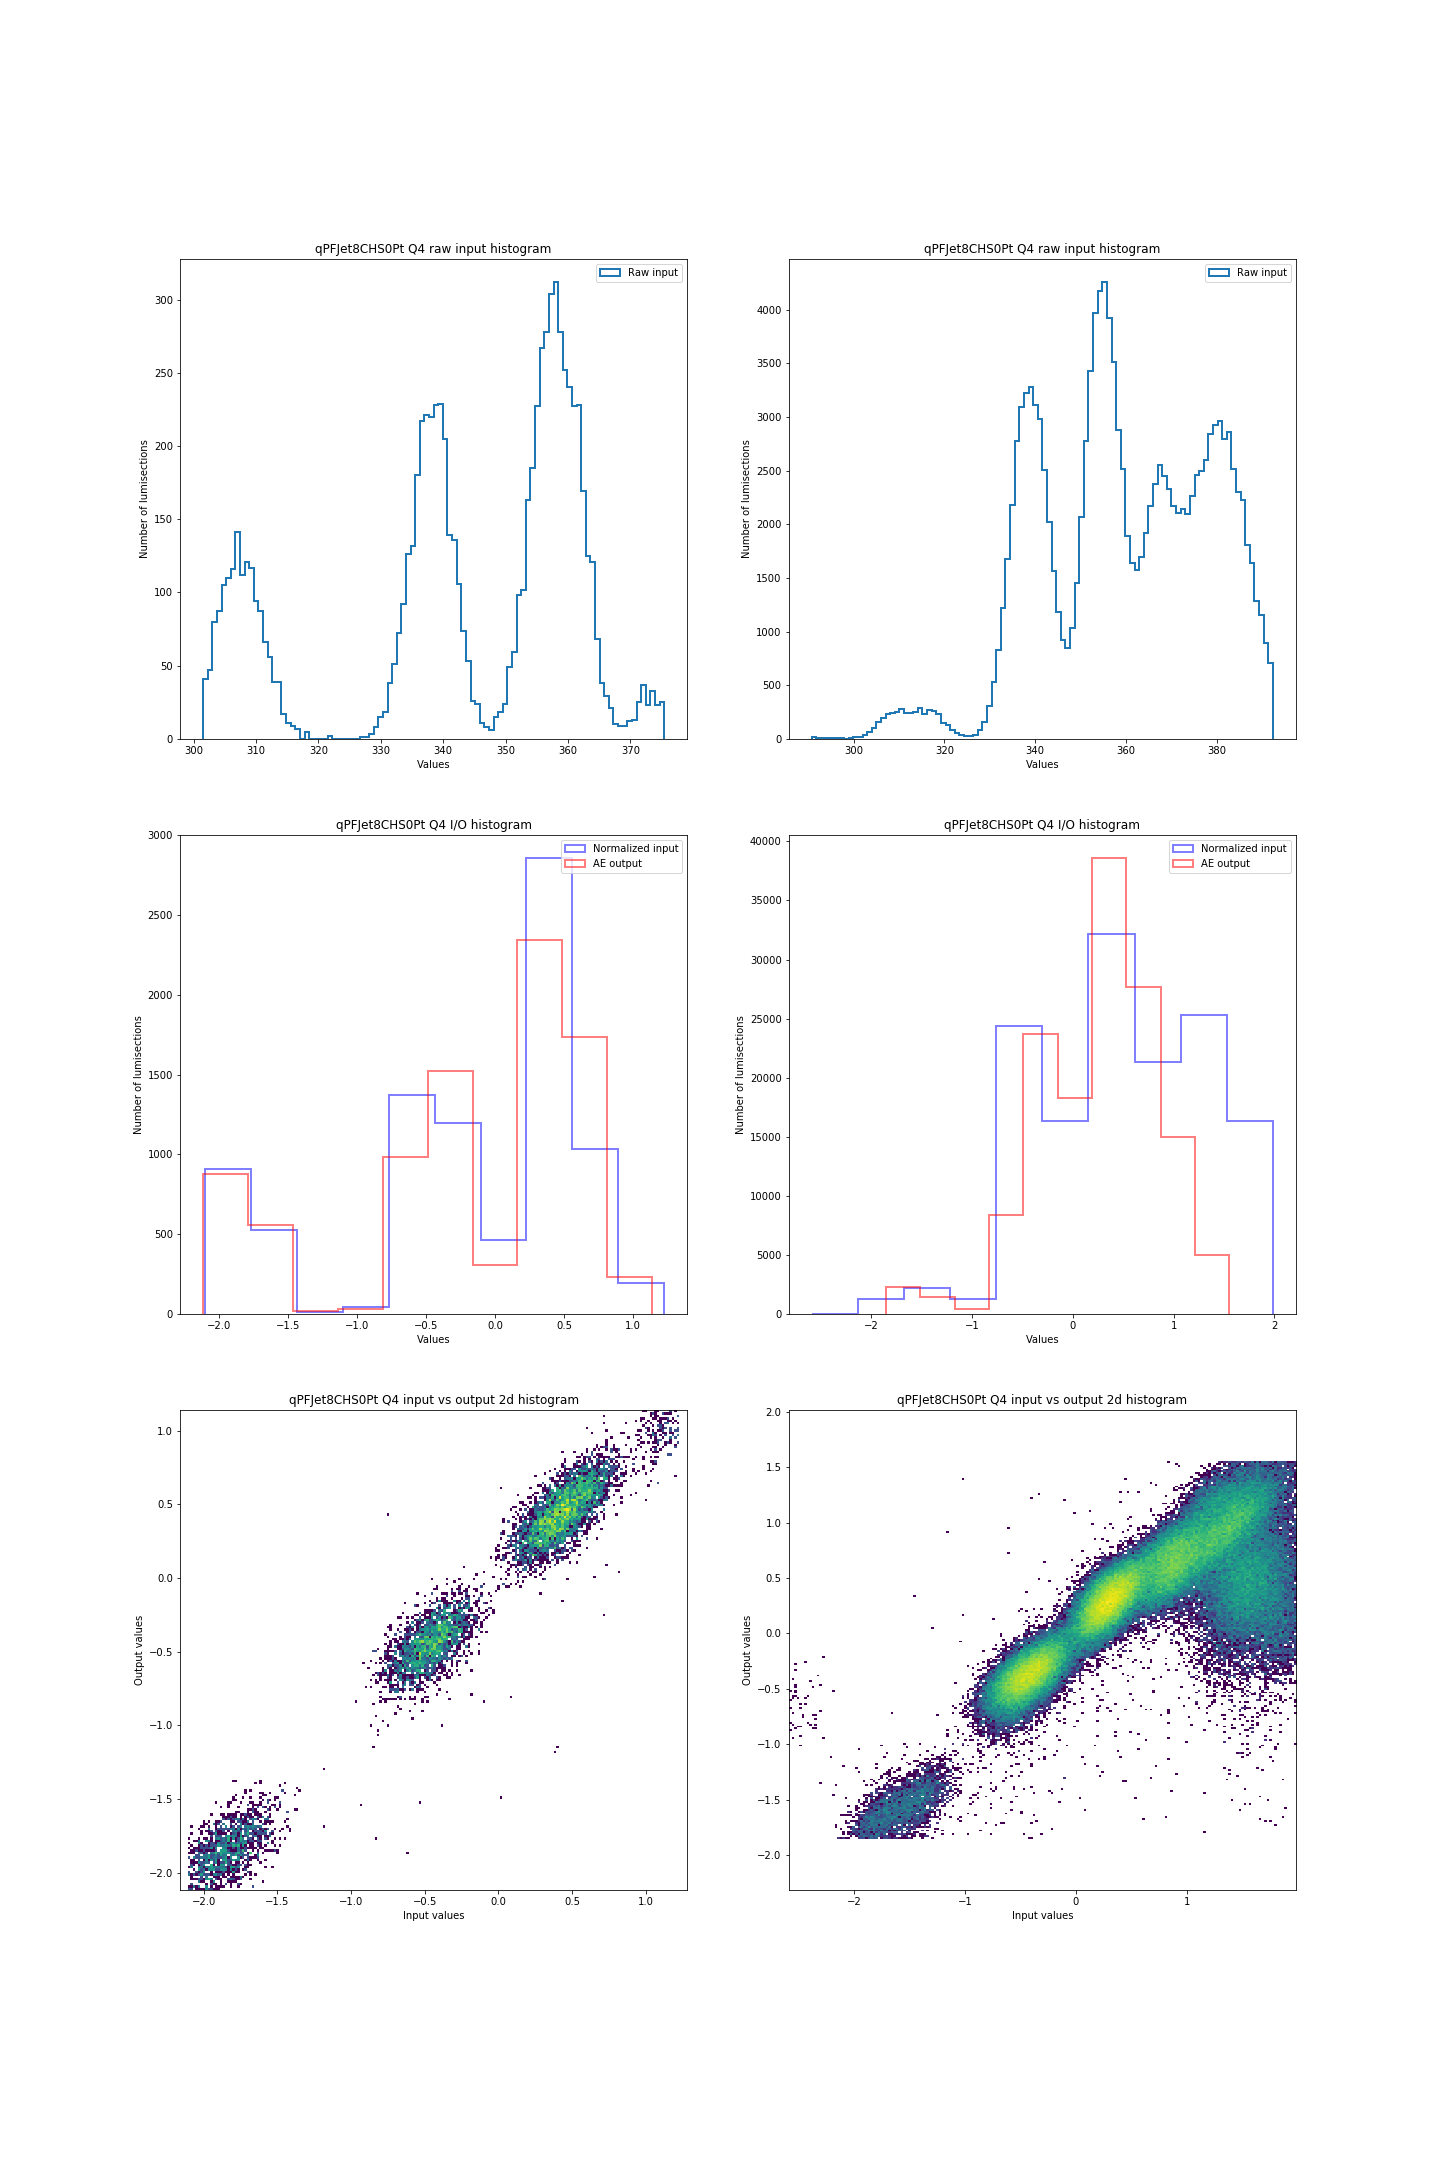 qPFJet8CHS0Pt Q4 raw input histogram
Raw input
Number of lumisections
300
250
200
150
100
50
0
300 310 320 330 340 350 360 370
Values
qPFJet8CHS0Pt Q4 raw input histogram
Raw input
Number of lumisections
4000
3500
3000
2500
2000
1500
1000
500
0
300 320 340 360 380
Values
qPFJet8CHS0Pt Q4 I/O histogram
Normalized input
AE output
Number of lumisections
3000
2500
2000
1500
1000
500
0
−2.0 −1.5 −1.0 −0.5 0.0 0.5 1.0
Values
qPFJet8CHS0Pt Q4 I/O histogram
Normalized input
AE output
Number of lumisections
40000
35000
30000
25000
20000
15000
10000
5000
0
−2 −1 0 1 2
Values
qPFJet8CHS0Pt Q4 input vs output 2d histogram
Output values
1.0
0.5
0.0
−0.5
−1.0
−1.5
−2.0
−2.0 −1.5 −1.0 −0.5 0.0 0.5 1.0
Input values
qPFJet8CHS0Pt Q4 input vs output 2d histogram
Output values
2.0
1.5
1.0
0.5
0.0
−0.5
−1.0
−1.5
−2.0
−2 −1 0 1
Input values